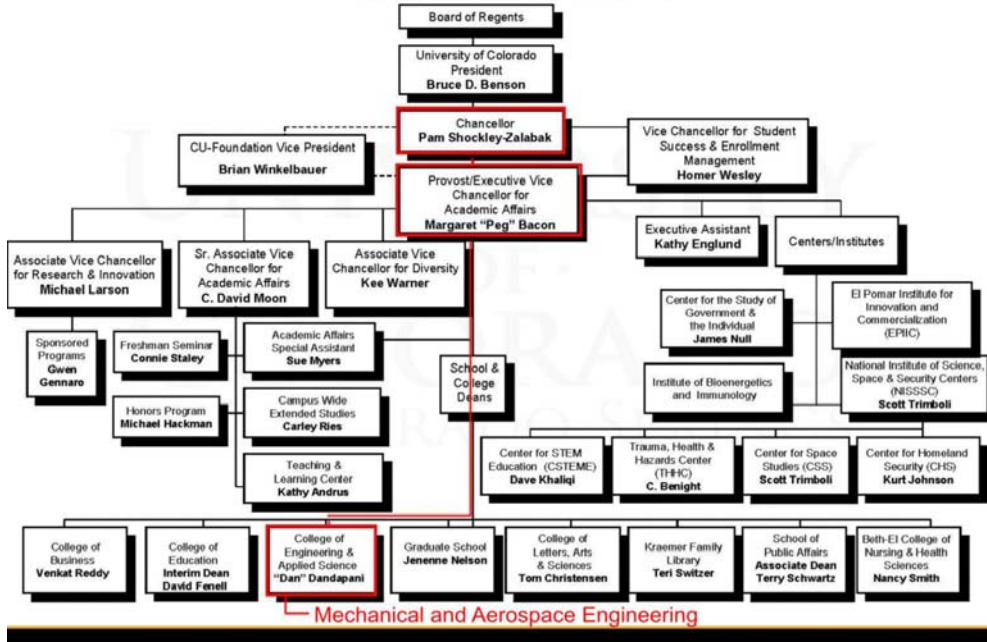 Board of Regents
University of Colorado
President
Bruce D. Benson
Chancellor
Pam Shockley-Zalabak
CU-Foundation Vice President
Brian Winkelbauer
Vice Chancellor for Student
Success & Enrollment
Management
Homer Wesley
Provost/Executive Vice
Chancellor for
Academic Affairs
Margaret "Peg" Bacon
Associate Vice Chancellor
for Research & Innovation
Michael Larson
Sr. Associate Vice
Chancellor for
Academic Affairs
C. David Moon
Associate Vice
Chancellor for Diversity
Kee Warner
Executive Assistant
Kathy Englund
Centers/Institutes
Sponsored
Programs
Gwen
Gennaro
Freshman Seminar
Connie Staley
Academic Affairs
Special Assistant
Sue Myers
School &
College
Deans
Center for the Study of
Government &
the Individual
James Null
El Pomar Institute for
Innovation and
Commercialization
(EPIIC)
Honors Program
Michael Hackman
Campus Wide
Extended Studies
Carley Ries
Institute of Bioenergetics
and Immunology
National Institute of Science,
Space & Security Centers
(NISSSC)
Scott Trimboli
Teaching &
Learning Center
Kathy Andrus
Center for STEM
Education (CSTEME)
Dave Khaliqi
Trauma, Health &
Hazards Center
(THHC)
C. Benight
Center for Space
Studies (CSS)
Scott Trimboli
Center for Homeland
Security (CHS)
Kurt Johnson
College of
Business
Venkat Reddy
College of
Education
Interim Dean
David Fenell
College of
Engineering &
Applied Science
"Dan" Dandapani
Graduate School
Jenenne Nelson
College of
Letters, Arts
& Sciences
Tom Christensen
Kraemer Family
Library
Teri Switzer
School of
Public Affairs
Associate Dean
Terry Schwartz
Beth-El College of
Nursing & Health
Sciences
Nancy Smith
Mechanical and Aerospace Engineering